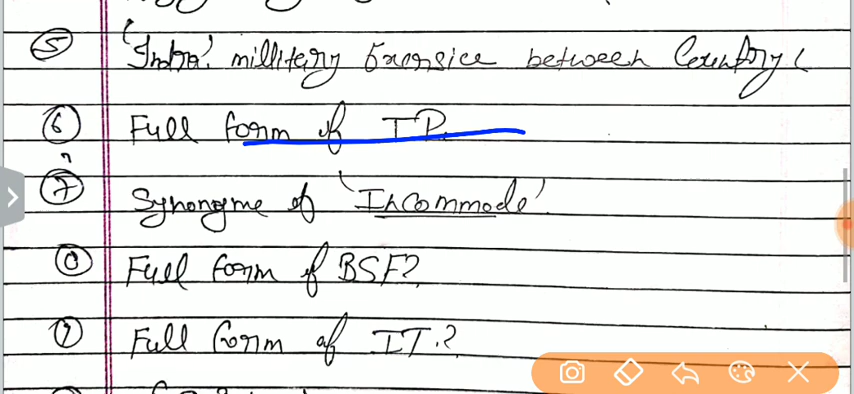 ⑤ 'Indra' millitary Exersice between Country (
⑥ Full form of IP.
⑦ Synonyme of 'Incommode'.
⑧ Full form of BSF?
⑨ Full form of IT.?